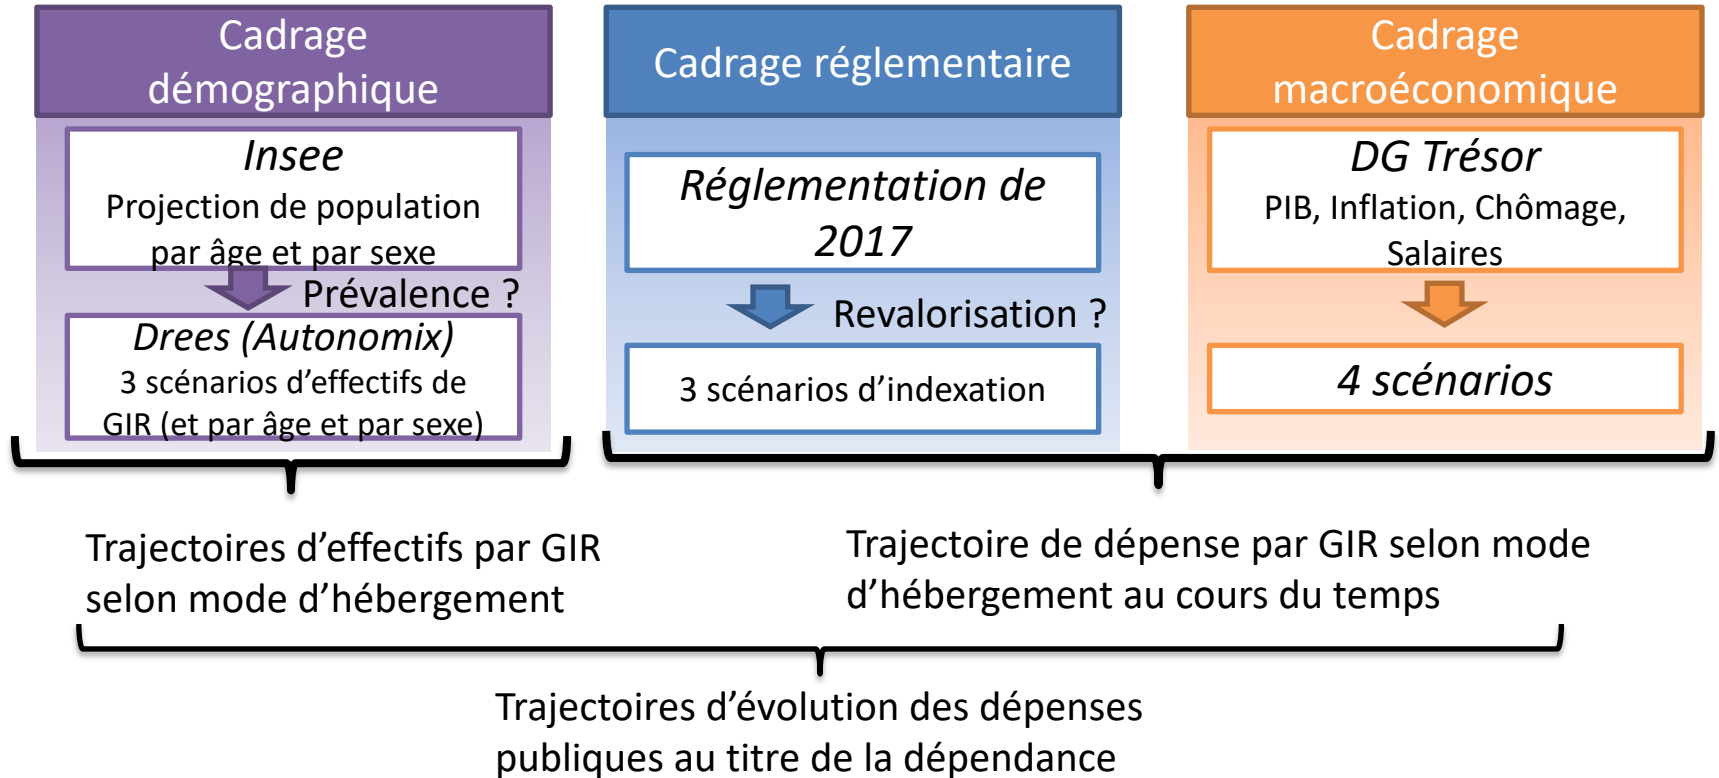 Cadrage
démographique
Insee
Projection de population
par âge et par sexe
Prévalence ?
Drees (Autonomix)
3 scénarios d’effectifs de
GIR (et par âge et par sexe)
Cadrage réglementaire
Réglementation de
2017
Revalorisation ?
3 scénarios d’indexation
Cadrage
macroéconomique
DG Trésor
PIB, Inflation, Chômage,
Salaires
4 scénarios
Trajectoires d’effectifs par GIR
selon mode d’hébergement
Trajectoire de dépense par GIR selon mode
d’hébergement au cours du temps
Trajectoires d’évolution des dépenses
publiques au titre de la dépendance